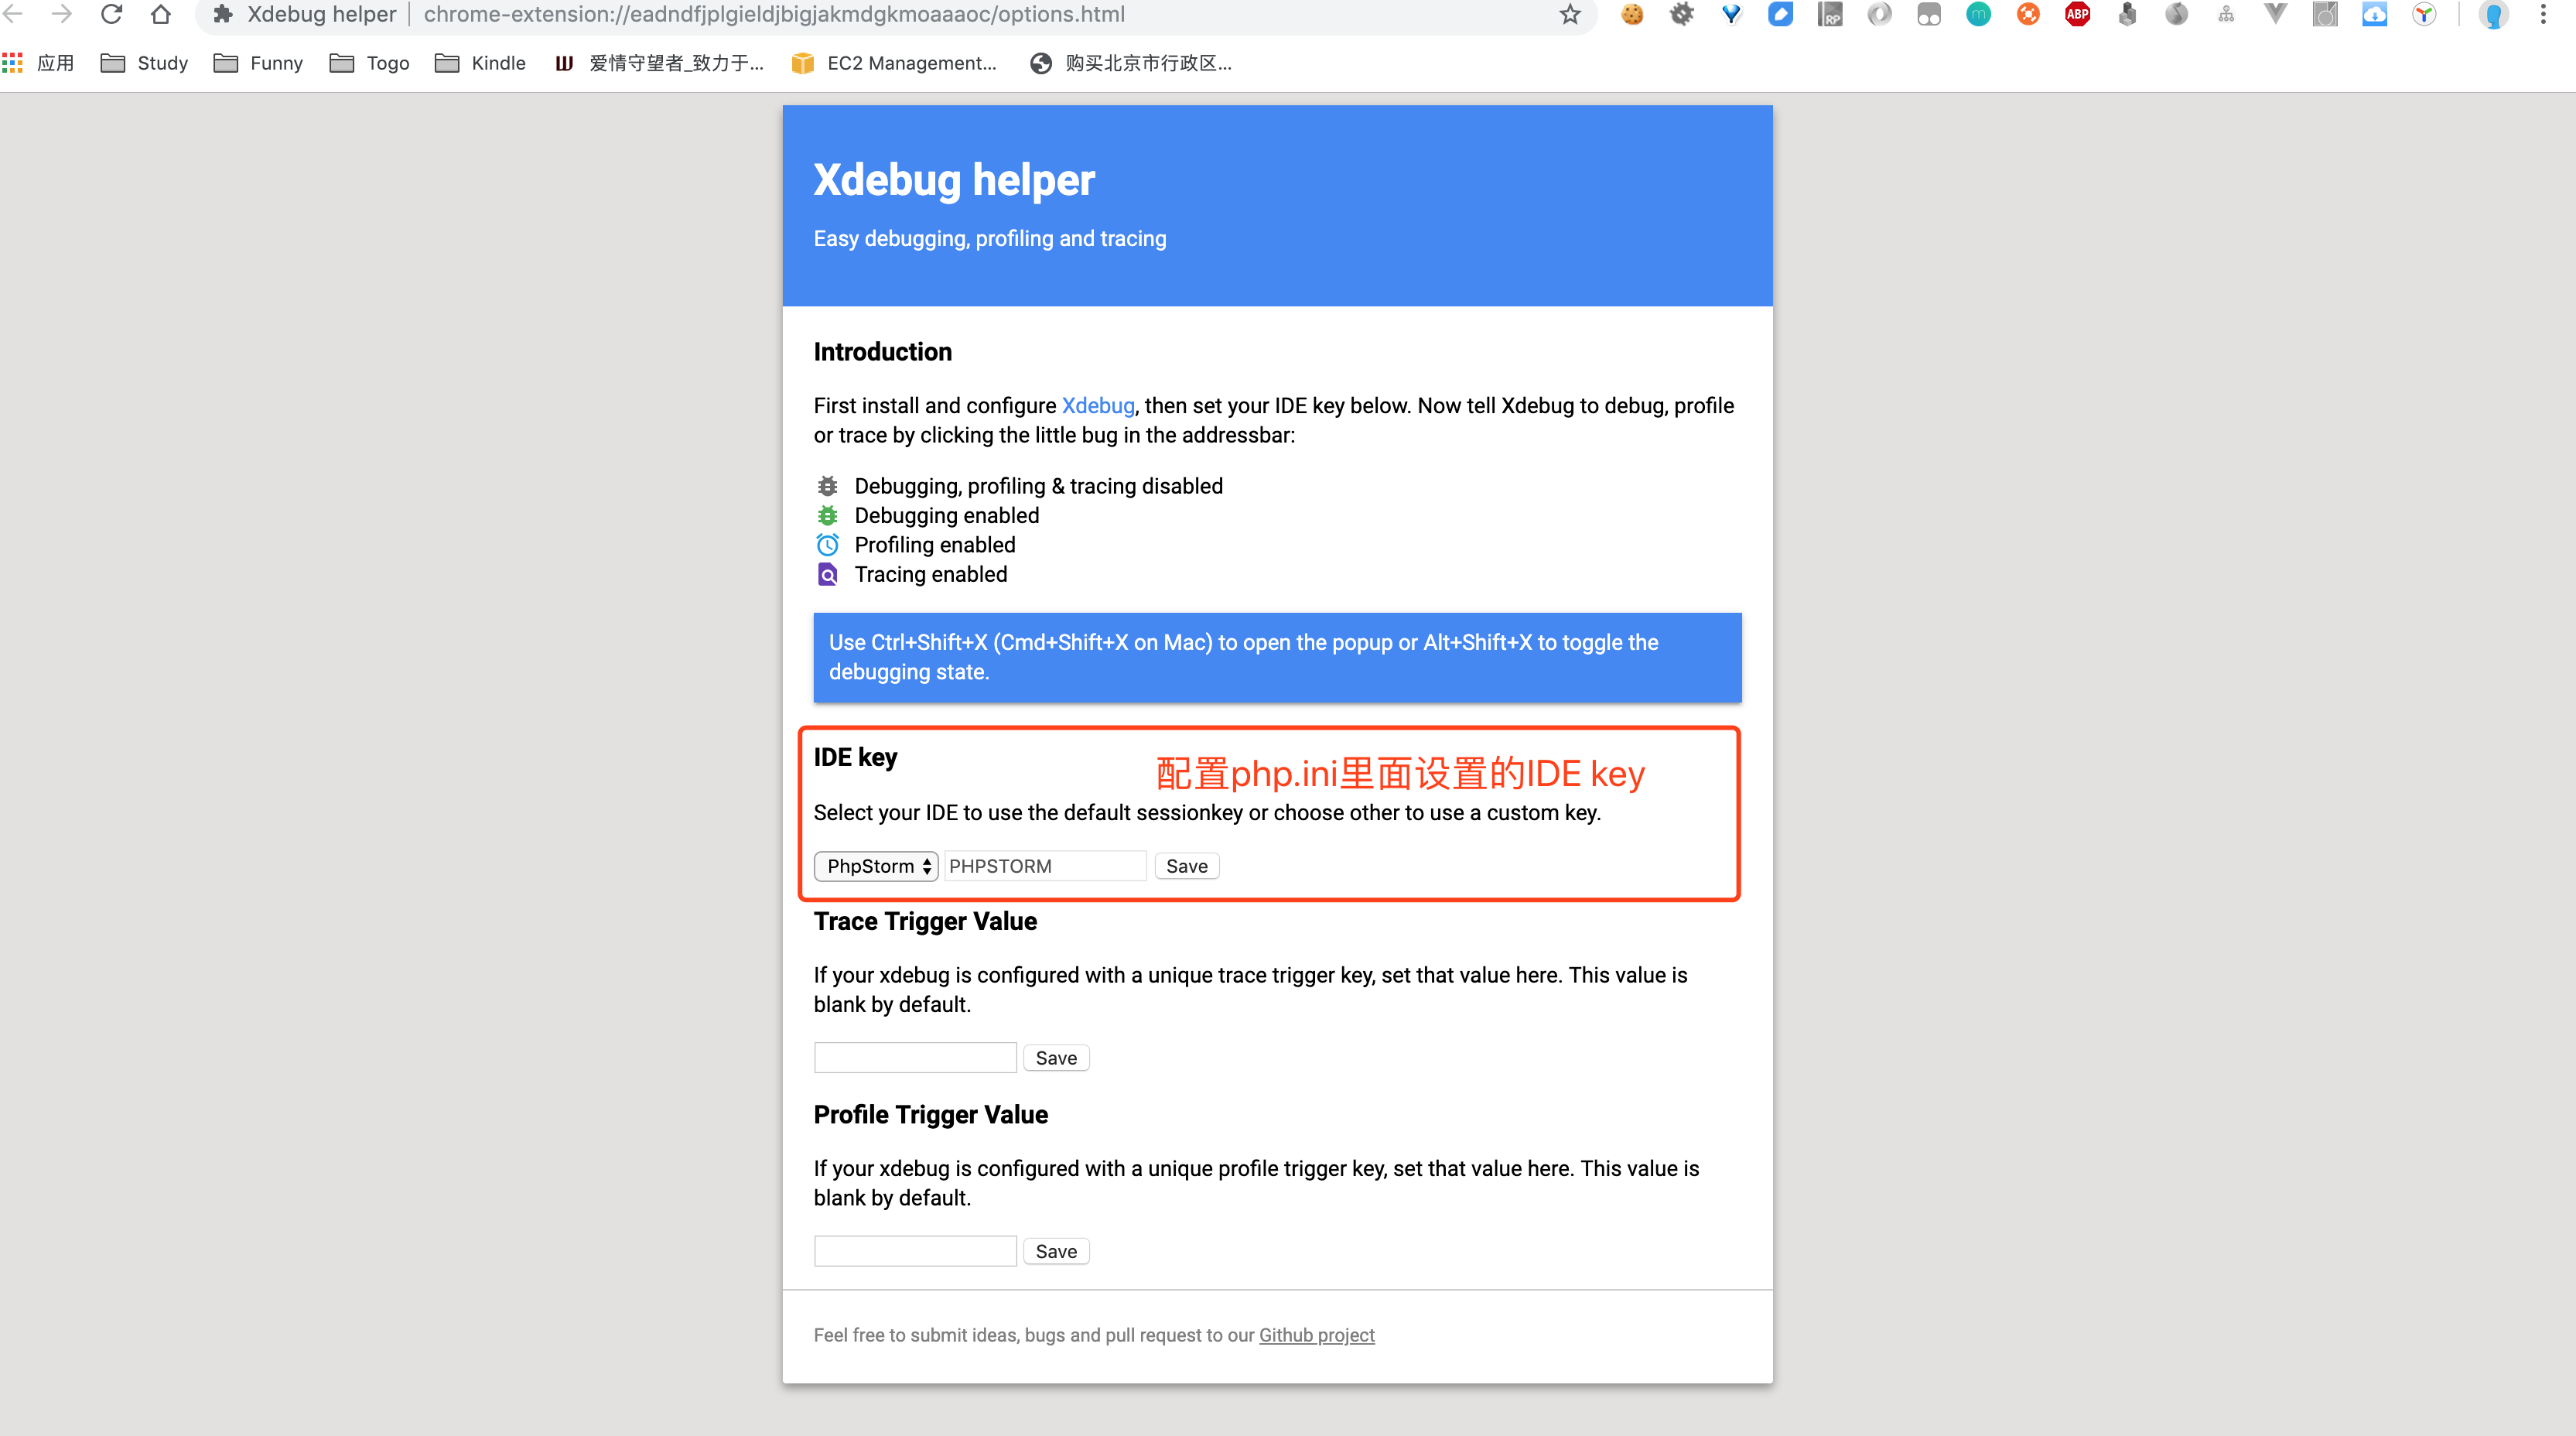 Xdebug helper | chrome-extension://eadndfjplgieldjbigjakmdgkmoaaaoc/options.html
RP
m
ABP
应用 Study Funny Togo Kindle 爱情守望者_致力于... EC2 Management... 购买北京市行政区...
Xdebug helper
Easy debugging, profiling and tracing
Introduction
First install and configure Xdebug, then set your IDE key below. Now tell Xdebug to debug, profile
or trace by clicking the little bug in the addressbar:
Debugging, profiling & tracing disabled
Debugging enabled
Profiling enabled
Tracing enabled
Use Ctrl+Shift+X (Cmd+Shift+X on Mac) to open the popup or Alt+Shift+X to toggle the
debugging state.
IDE key
配置php.ini里面设置的IDE key
Select your IDE to use the default sessionkey or choose other to use a custom key.
PhpStorm PHPSTORM Save
Trace Trigger Value
If your xdebug is configured with a unique trace trigger key, set that value here. This value is
blank by default.
Save
Profile Trigger Value
If your xdebug is configured with a unique profile trigger key, set that value here. This value is
blank by default.
Save
Feel free to submit ideas, bugs and pull request to our Github project